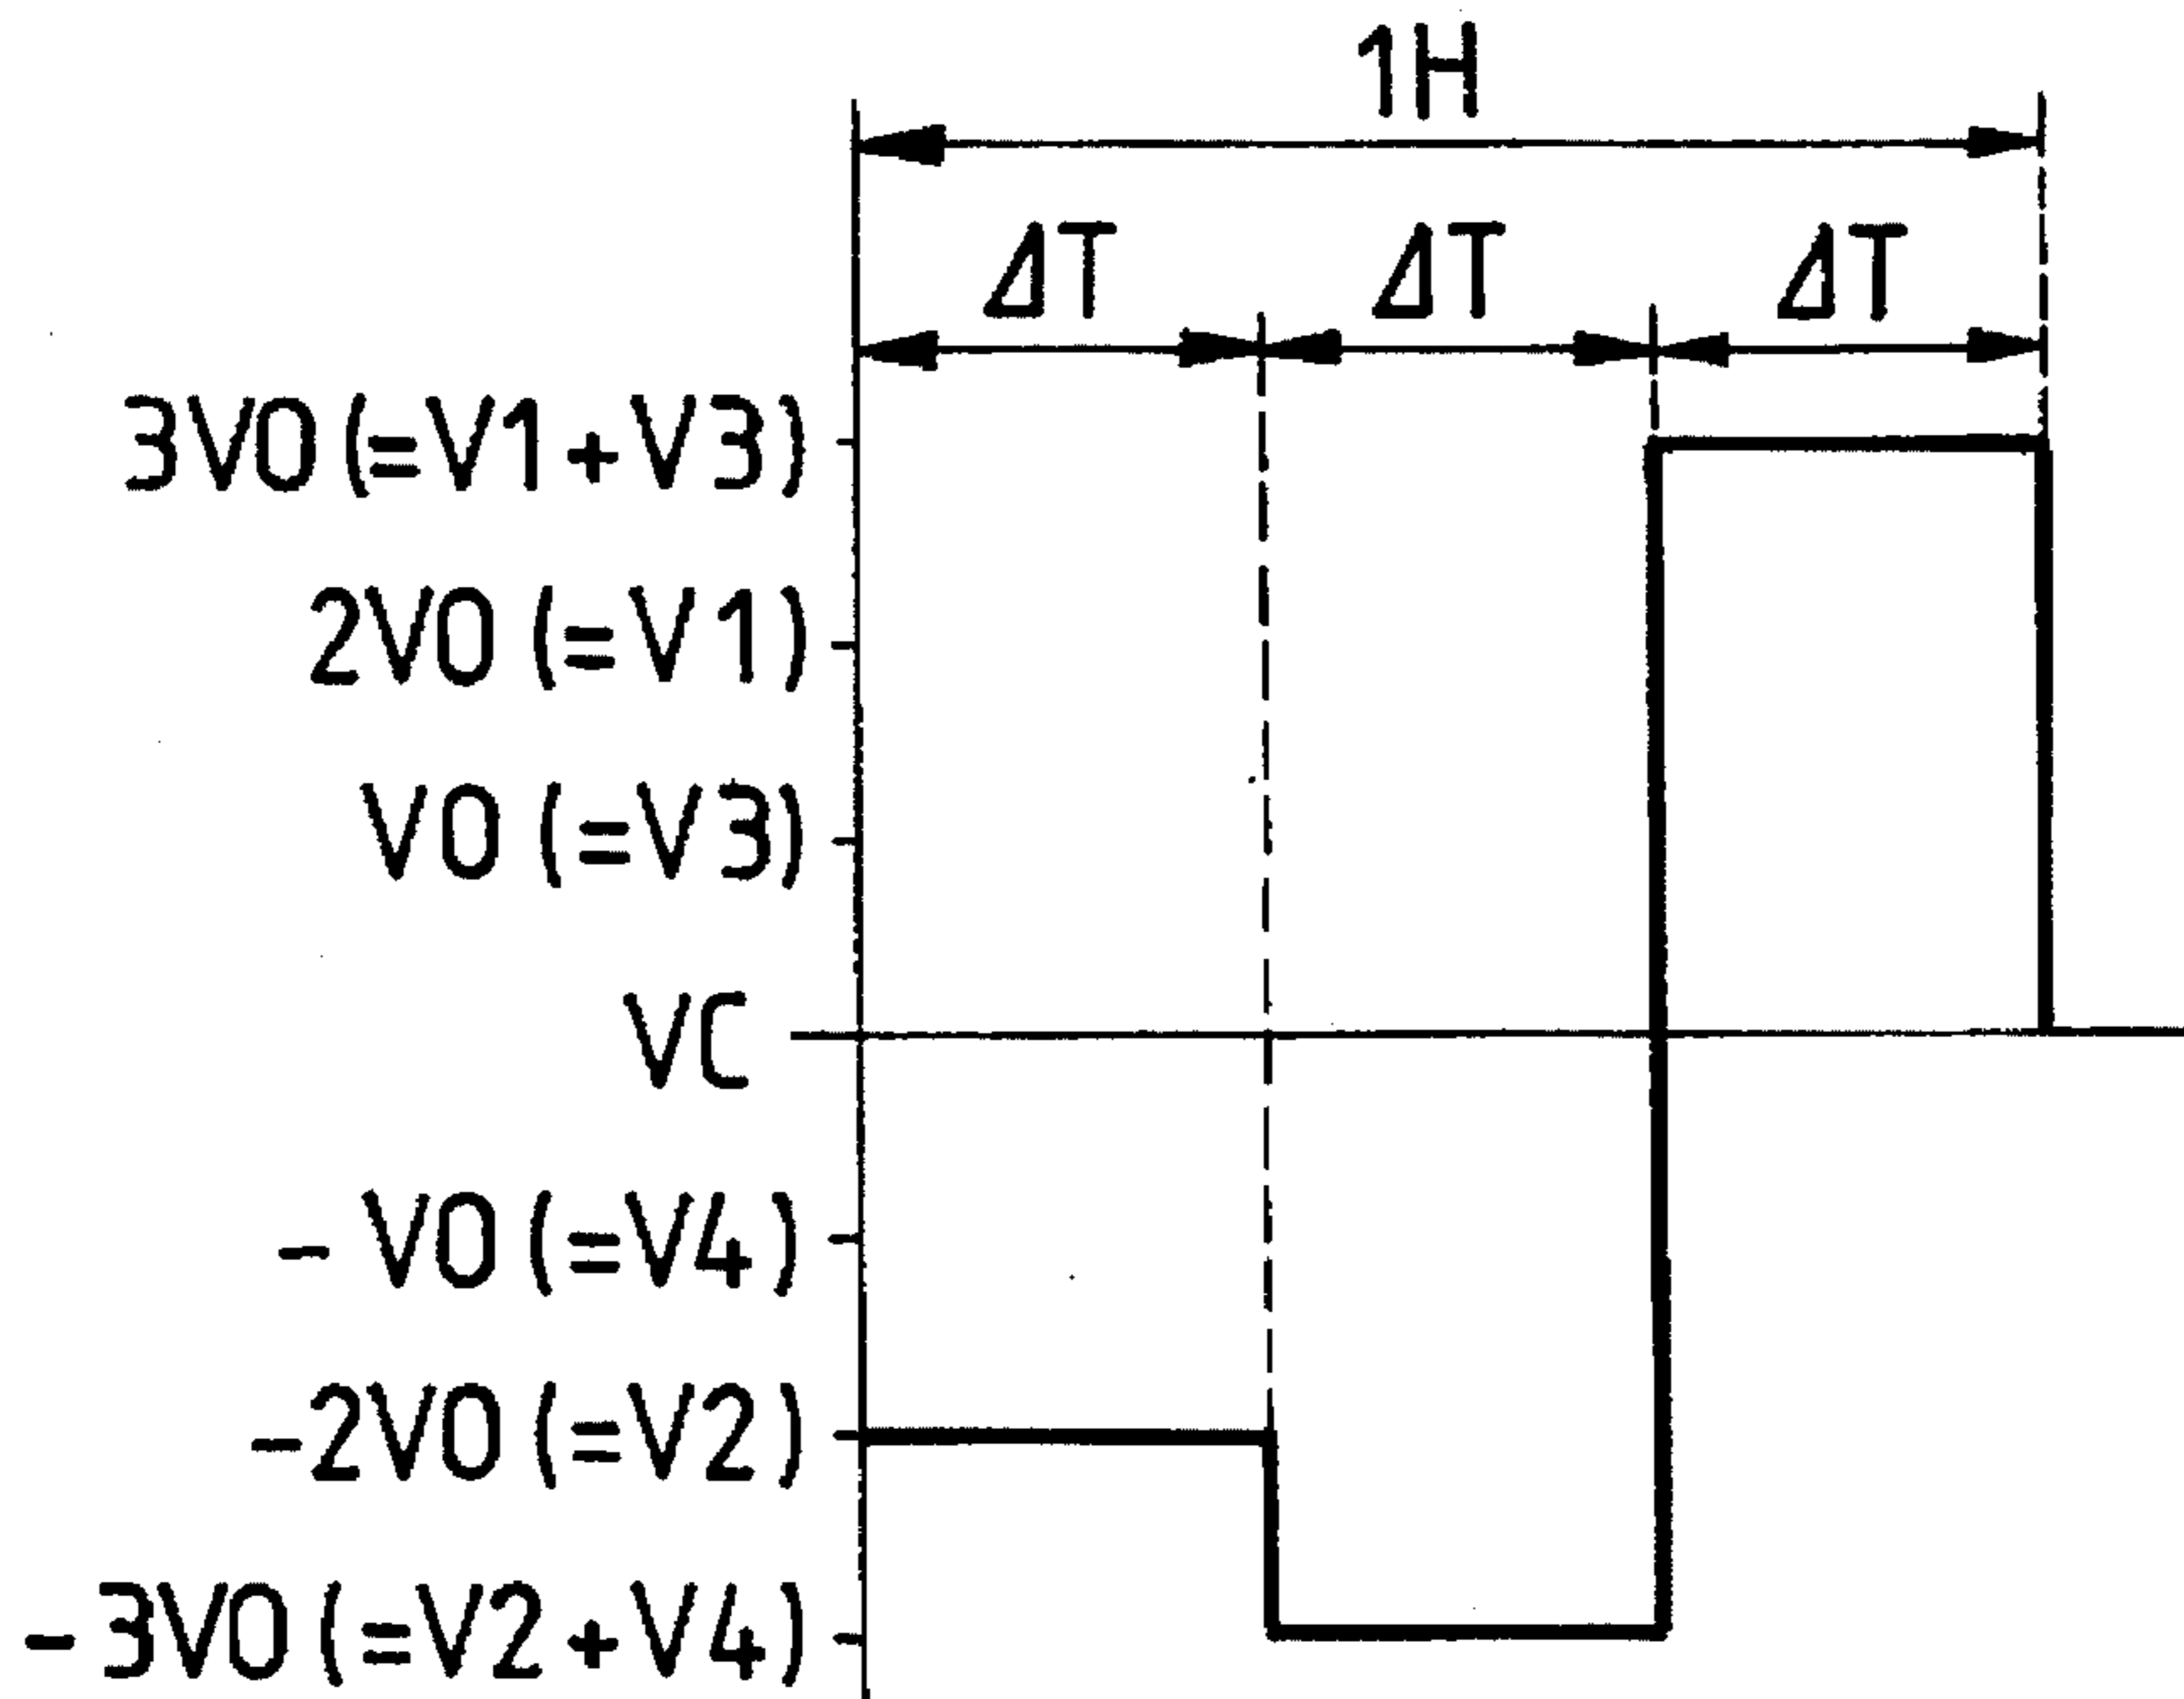 1H
ΔT ΔT ΔT
3V0(=V1+V3)
2V0(=V1)
V0(=V3)
VC
-V0(=V4)
-2V0(=V2)
-3V0(=V2+V4)